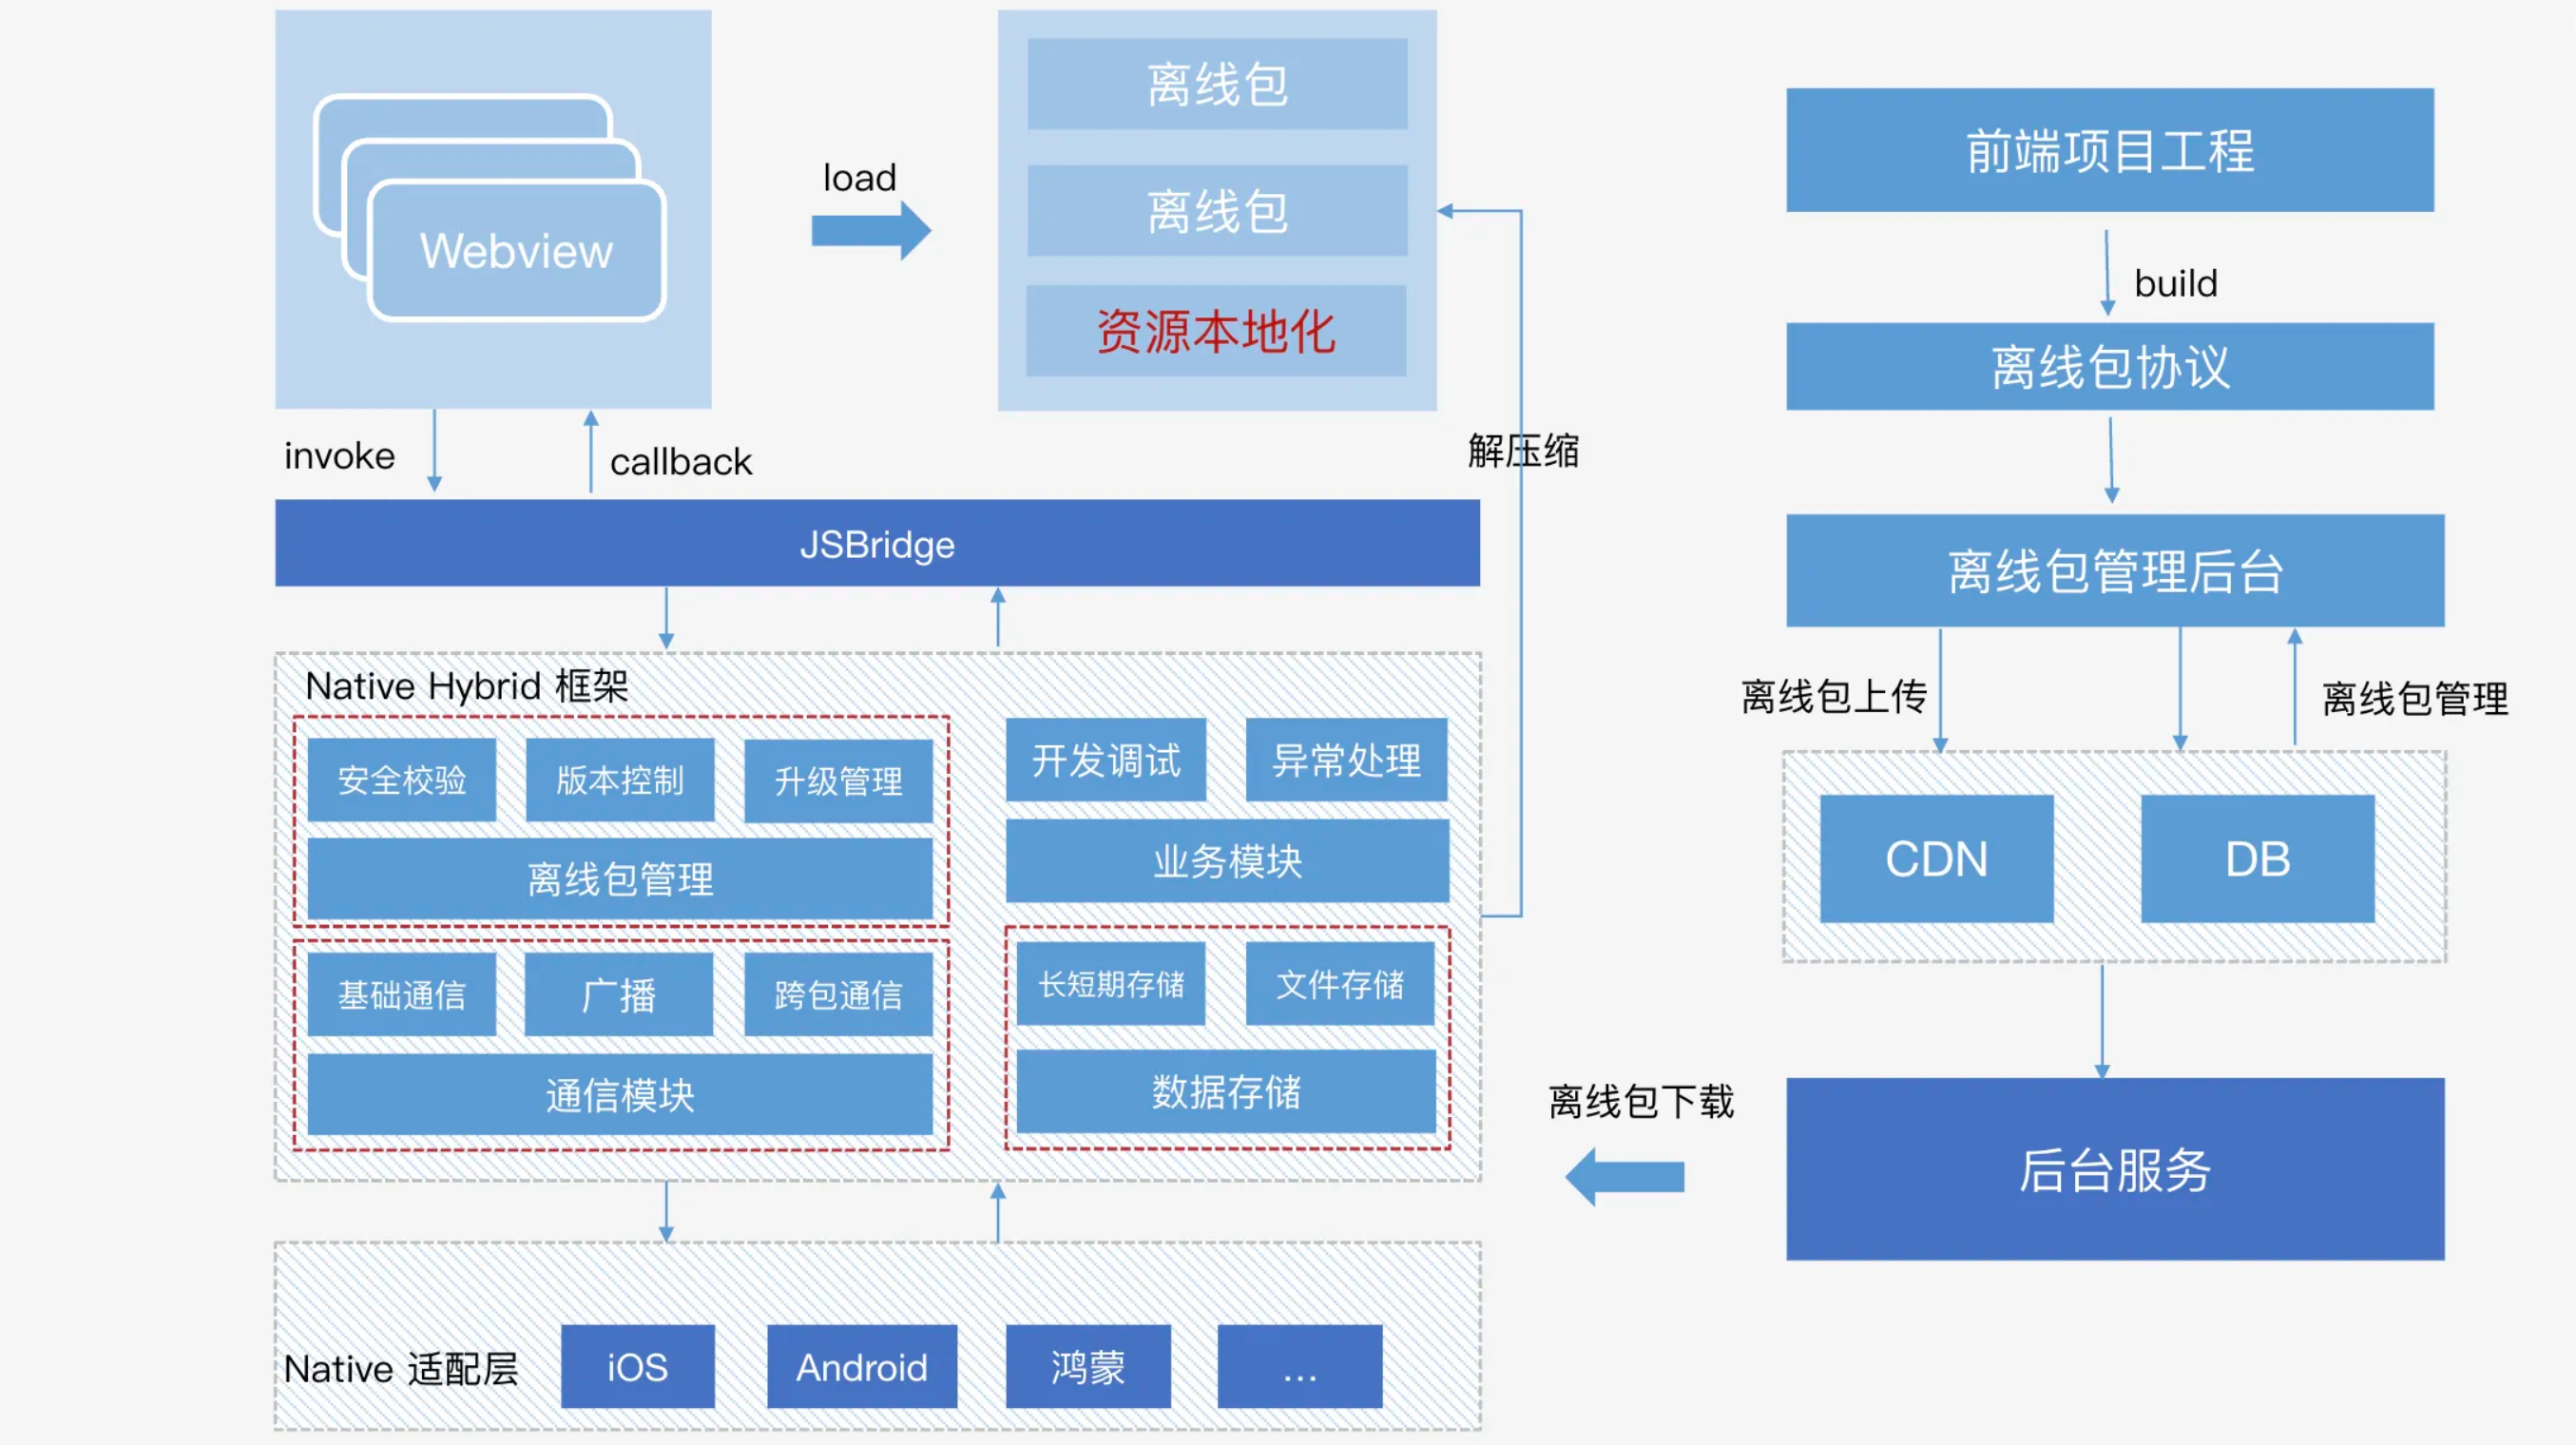 Webview
load
离线包
离线包
资源本地化
invoke
callback
解压缩
JSBridge
Native Hybrid 框架
安全校验
版本控制
升级管理
离线包管理
开发调试
异常处理
业务模块
基础通信
广播
跨包通信
通信模块
长短期存储
文件存储
数据存储
Native 适配层
iOS
Android
鸿蒙
...
前端项目工程
build
离线包协议
离线包管理后台
离线包上传
离线包管理
CDN
DB
后台服务
离线包下载